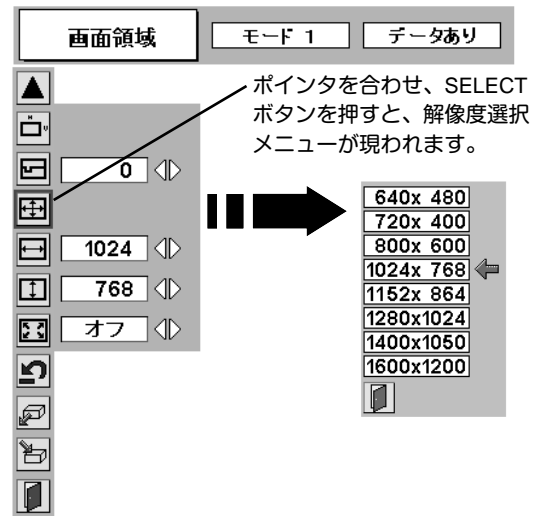 画面領域
モード 1
データあり
ポインタを合わせ、SELECT
ボタンを押すと、解像度選択
メニューが現われます。
H
V
0
1024
768
オフ
640x 480
720x 400
800x 600
1024x 768
1152x 864
1280x1024
1400x1050
1600x1200